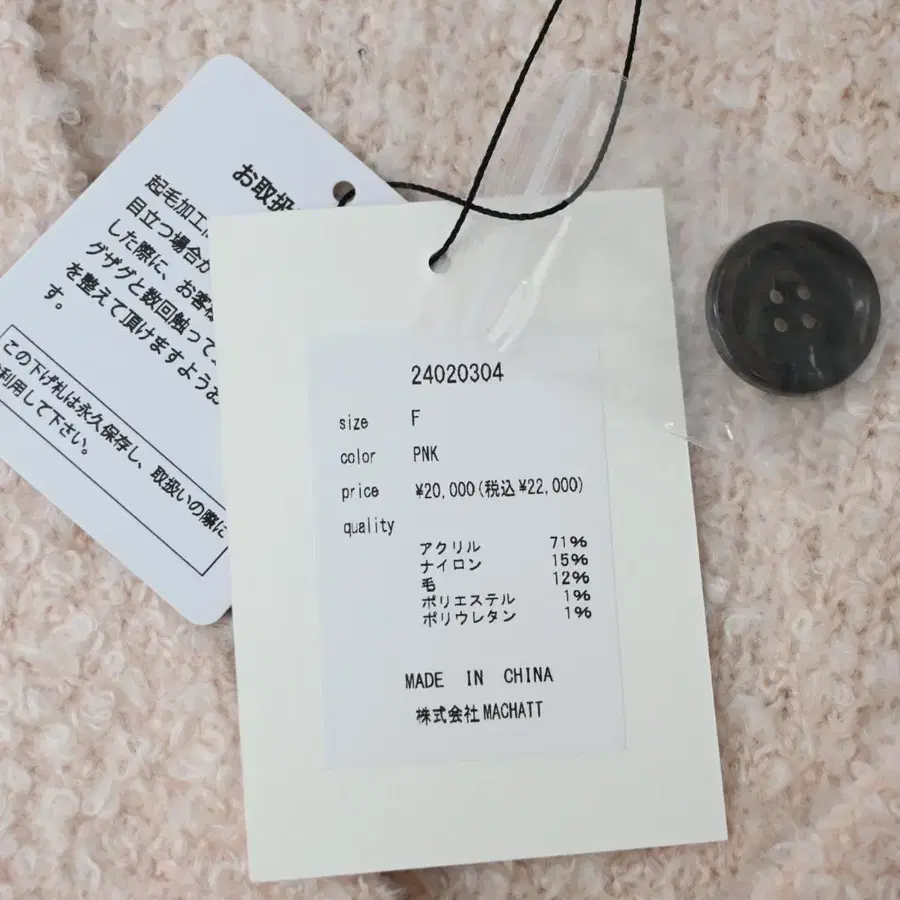 お取扱
起毛加工
目立つ場合が
した際に、お客様
グザグと数回触って
を整えて頂けますようお
す。
この下げ札は永久保存し、取扱いの際に
利用して下さい。
24020304
size F
color PNK
price ¥20,000(税込¥22,000)
quality
アクリル 71%
ナイロン 15%
毛 12%
ポリエステル 1%
ポリウレタン 1%
MADE IN CHINA
株式会社MACHATT